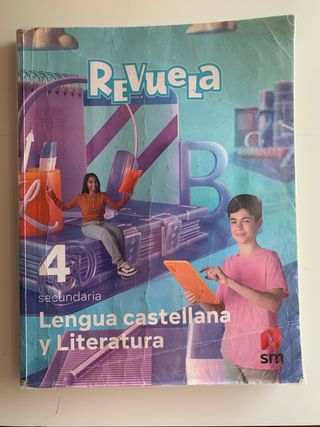 REVUELA
B
4
secundaria
Lengua castellana
y Literatura
sm